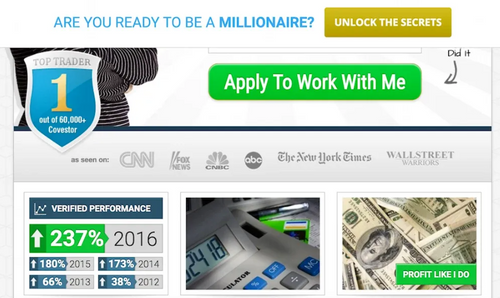 ARE YOU READY TO BE A MILLIONAIRE?
UNLOCK THE SECRETS
Did it
TOP TRADER
1
out of 60,000+
Covestor
Apply To Work With Me
as seen on:
CNN
FOX
NEWS
CNBC
abc
The New York Times
WALLSTREET
WARRIORS
VERIFIED PERFORMANCE
237% 2016
180% 2015
173% 2014
66% 2013
38% 2012
PROFIT LIKE I DO